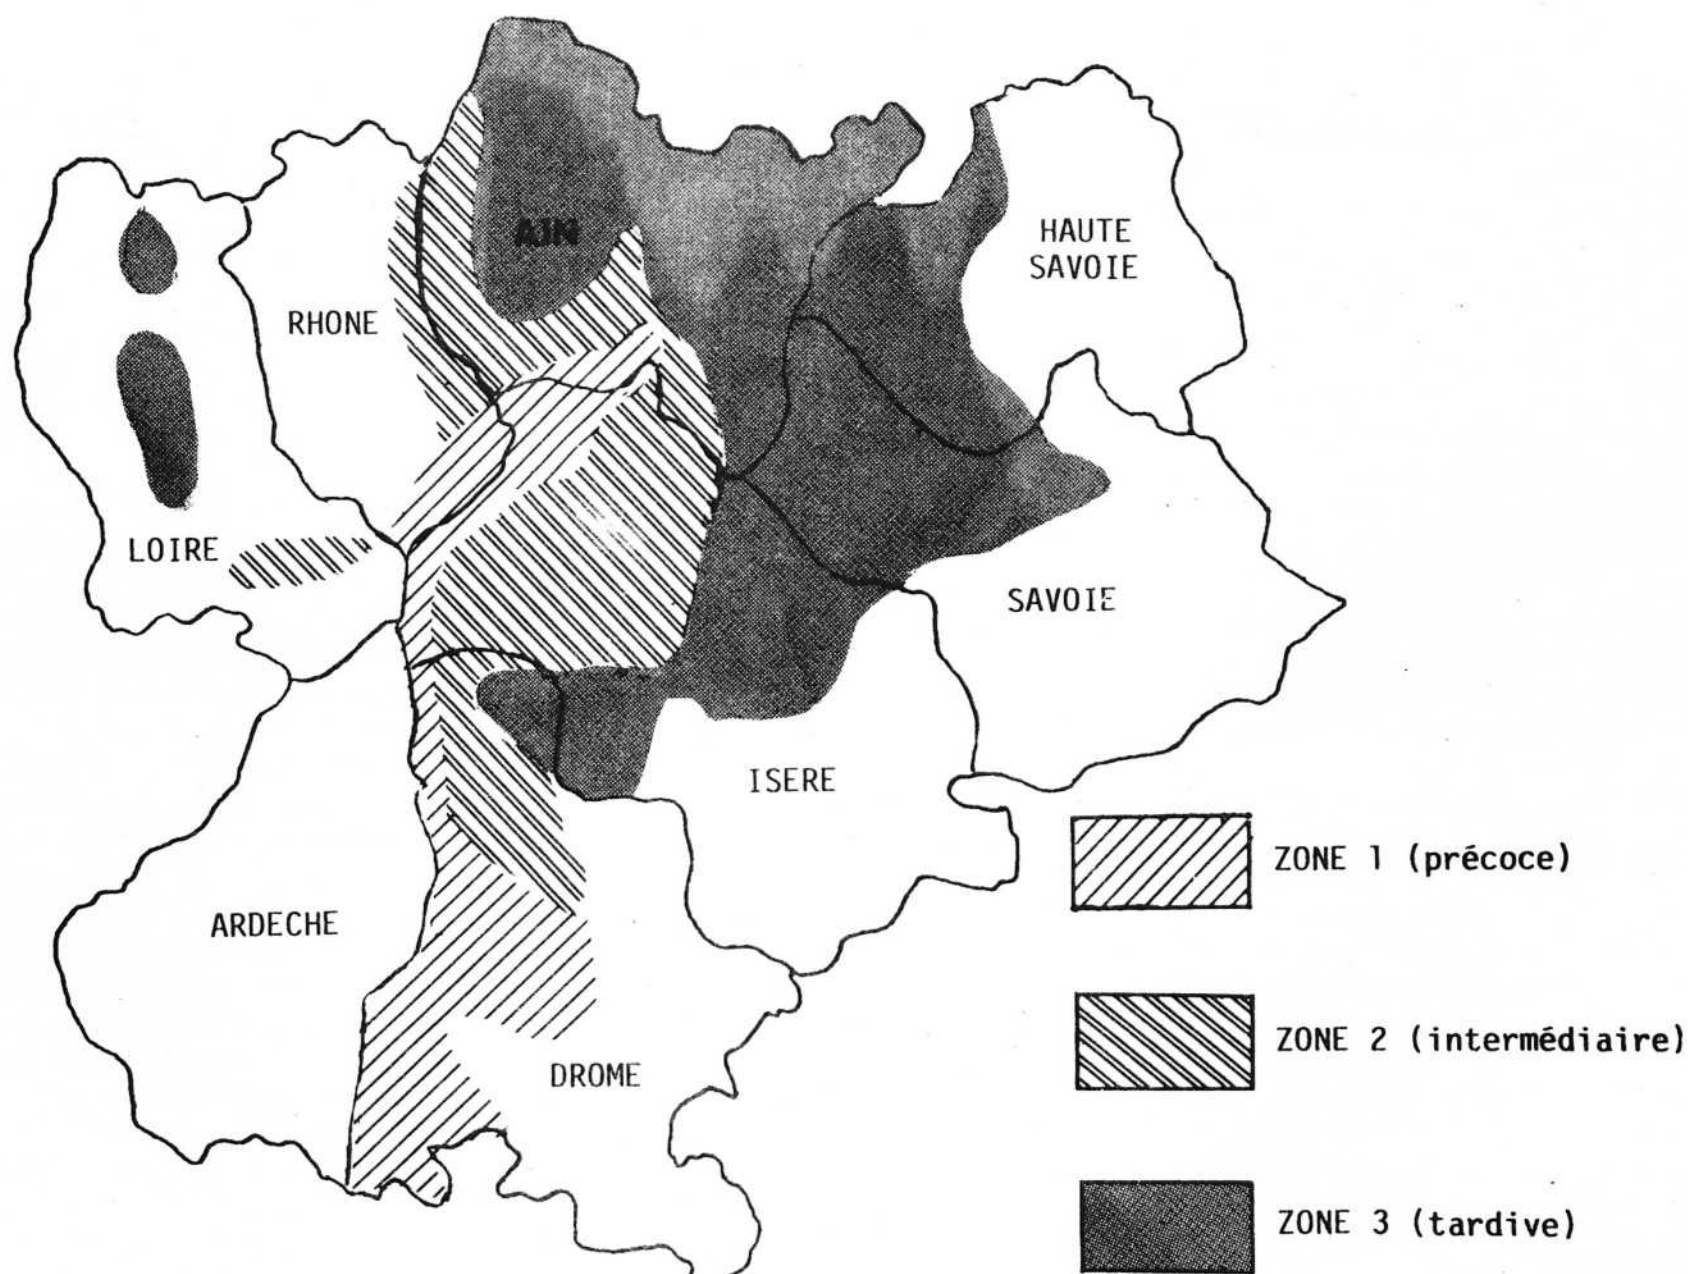 AIN
HAUTE
SAVOIE
RHONE
LOIRE
SAVOIE
ISERE
ZONE 1 (précoce)
ARDECHE
ZONE 2 (intermédiaire)
DROME
ZONE 3 (tardive)